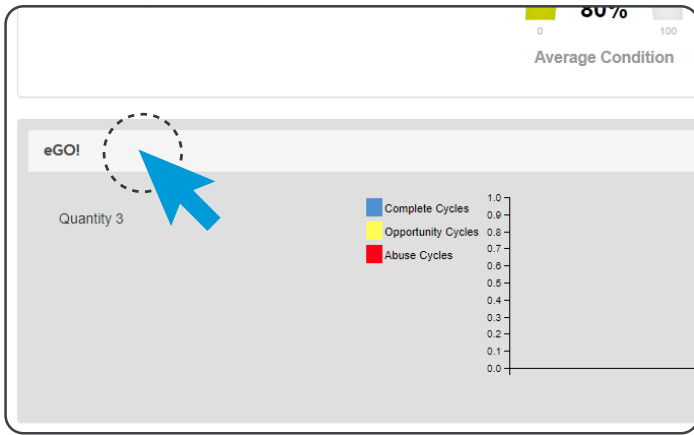 80%
0 100
Average Condition
eGO!
Quantity 3
Complete Cycles
Opportunity Cycles
Abuse Cycles
1.0
0.9
0.8
0.7
0.6
0.5
0.4
0.3
0.2
0.1
0.0